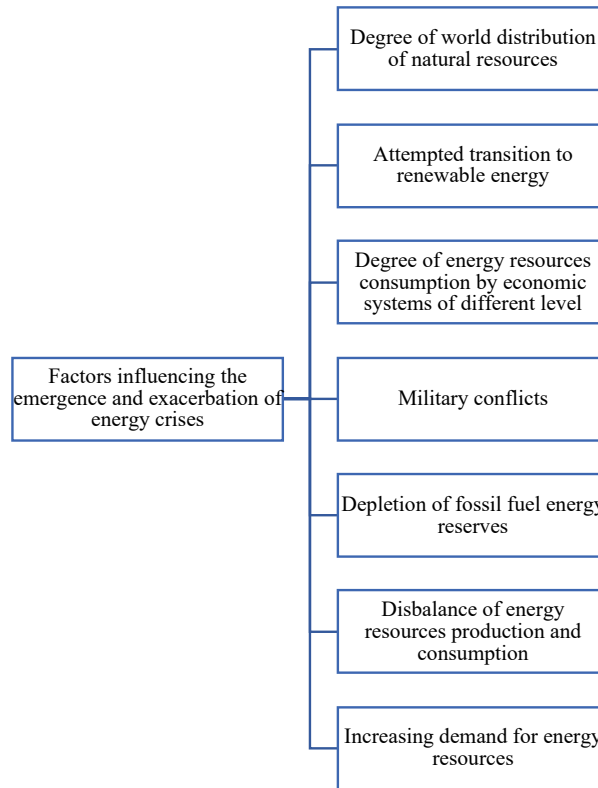 Degree of world distribution
of natural resources
Attempted transition to
renewable energy
Degree of energy resources
consumption by economic
systems of different level
Factors influencing the
emergence and exacerbation of
energy crises
Military conflicts
Depletion of fossil fuel energy
reserves
Disbalance of energy
resources production and
consumption
Increasing demand for energy
resources